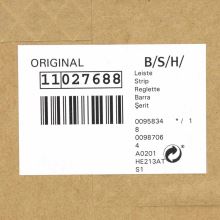 ORIGINAL B/S/H/
11027688
Leiste
Strip
Reglette
Barra
Şerit
0095834 * / 1
8
0098706
4
A0201
HE213AT
S1